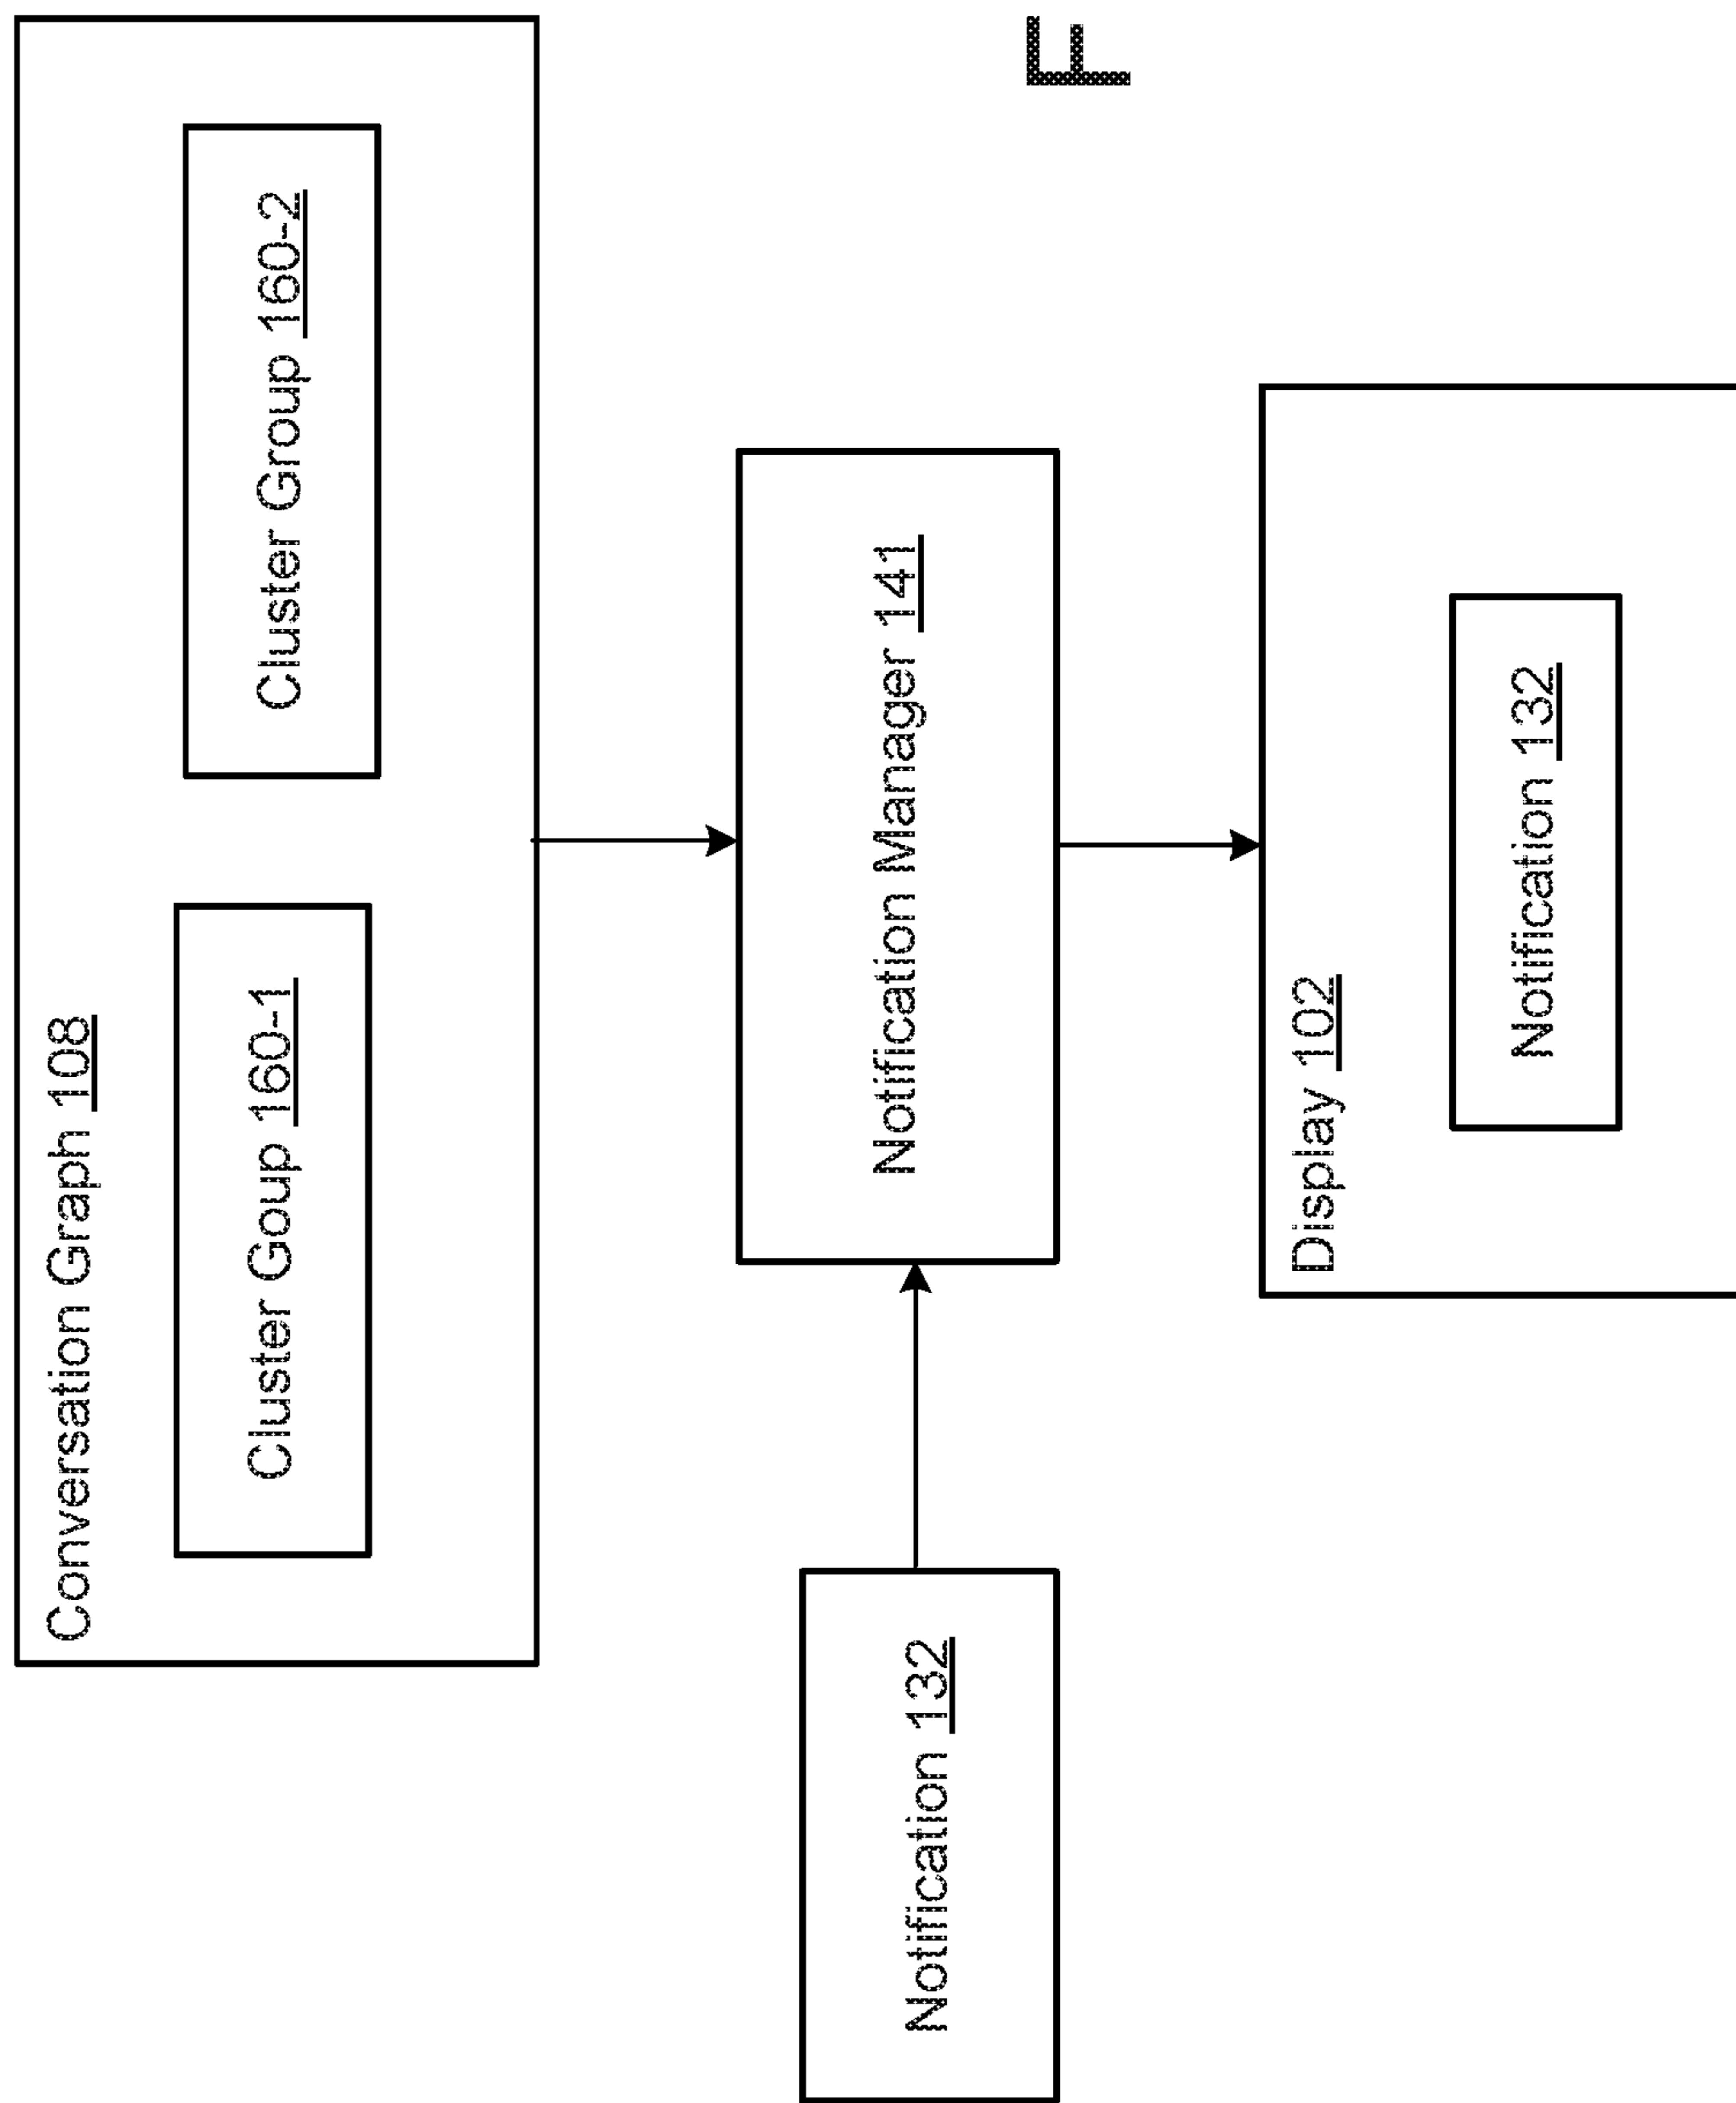 Conversation Graph 108
Cluster Goup 160-1
Cluster Group 160-2
Notification 132
Notification Manager 141
Display 102
Notification 132
F